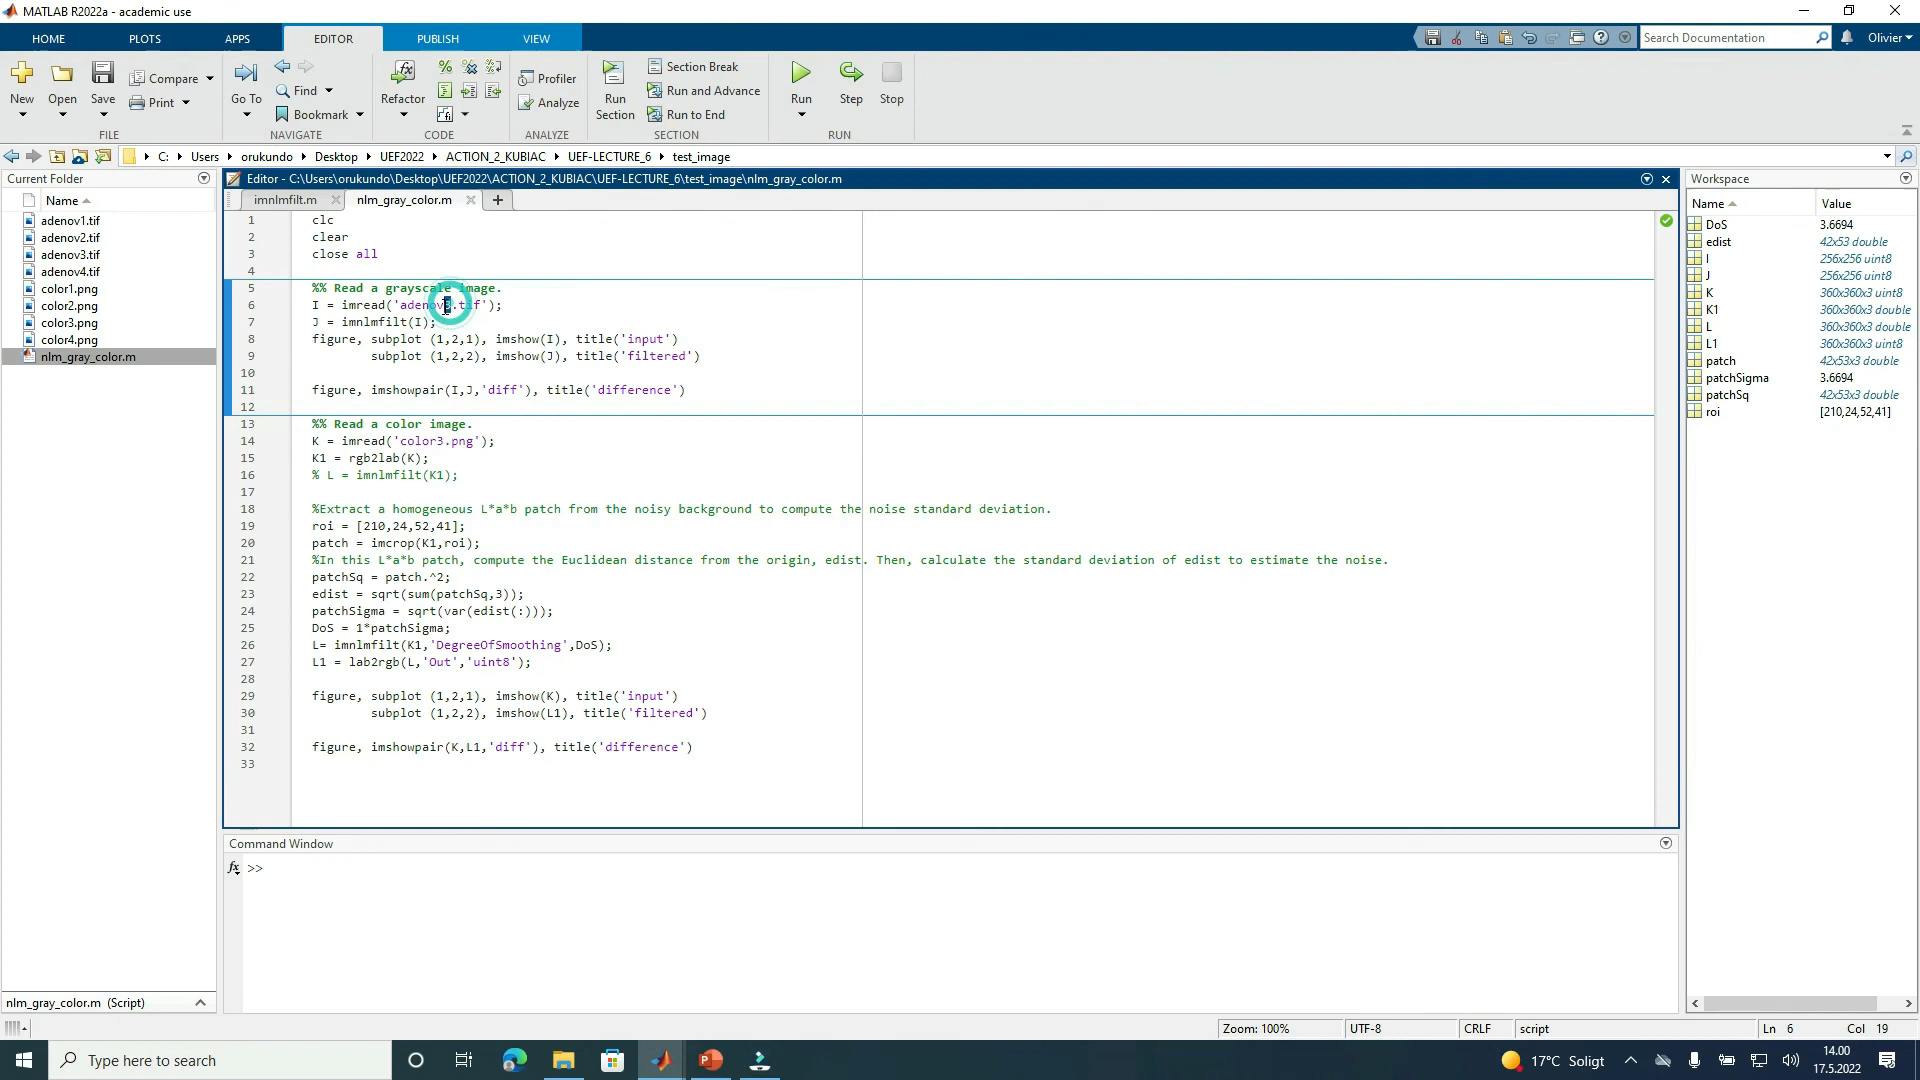 MATLAB R2022a - academic use
HOME PLOTS APPS EDITOR PUBLISH VIEW
Search Documentation
Olivier
New Open Save Compare Print
FILE
Go To Find Bookmark
NAVIGATE
Refactor
CODE
Profiler
Analyze
ANALYZE
Run Section
Section Break
Run and Advance
Run to End
SECTION
Run Step Stop
RUN
C: Users orukundo Desktop UEF2022 ACTION_2_KUBIAC UEF-LECTURE_6 test_image
Current Folder
Name
adenov1.tif
adenov2.tif
adenov3.tif
adenov4.tif
color1.png
color2.png
color3.png
color4.png
nlm_gray_color.m
nlm_gray_color.m (Script)
Editor - C:\Users\orukundo\Desktop\UEF2022\ACTION_2_KUBIAC\UEF-LECTURE_6\test_image\nlm_gray_color.m
imnlmfilt.m nlm_gray_color.m
1 clc
2 clear
3 close all
4
5 %% Read a grayscale image.
6 I = imread('adenov .tif');
7 J = imnlmfilt(I);
8 figure, subplot (1,2,1), imshow(I), title('input')
9 subplot (1,2,2), imshow(J), title('filtered')
10
11 figure, imshowpair(I,J,'diff'), title('difference')
12
13 %% Read a color image.
14 K = imread('color3.png');
15 K1 = rgb2lab(K);
16 % L = imnlmfilt(K1);
17
18 %Extract a homogeneous L*a*b patch from the noisy background to compute the noise standard deviation.
19 roi = [210,24,52,41];
20 patch = imcrop(K1,roi);
21 %In this L*a*b patch, compute the Euclidean distance from the origin, edist. Then, calculate the standard deviation of edist to estimate the noise.
22 patchSq = patch.^2;
23 edist = sqrt(sum(patchSq,3));
24 patchSigma = sqrt(var(edist(:)));
25 DoS = 1*patchSigma;
26 L= imnlmfilt(K1,'DegreeOfSmoothing',DoS);
27 L1 = lab2rgb(L,'Out','uint8');
28
29 figure, subplot (1,2,1), imshow(K), title('input')
30 subplot (1,2,2), imshow(L1), title('filtered')
31
32 figure, imshowpair(K,L1,'diff'), title('difference')
33
Command Window
fx >>
Workspace
Name Value
DoS 3.6694
edist 42x53 double
I 256x256 uint8
J 256x256 uint8
K 360x360x3 uint8
K1 360x360x3 double
L 360x360x3 double
L1 360x360x3 uint8
patch 42x53x3 double
patchSigma 3.6694
patchSq 42x53x3 double
roi [210,24,52,41]
Zoom: 100% UTF-8 CRLF script Ln 6 Col 19
Type here to search
17°C Soligt
14.00
17.5.2022